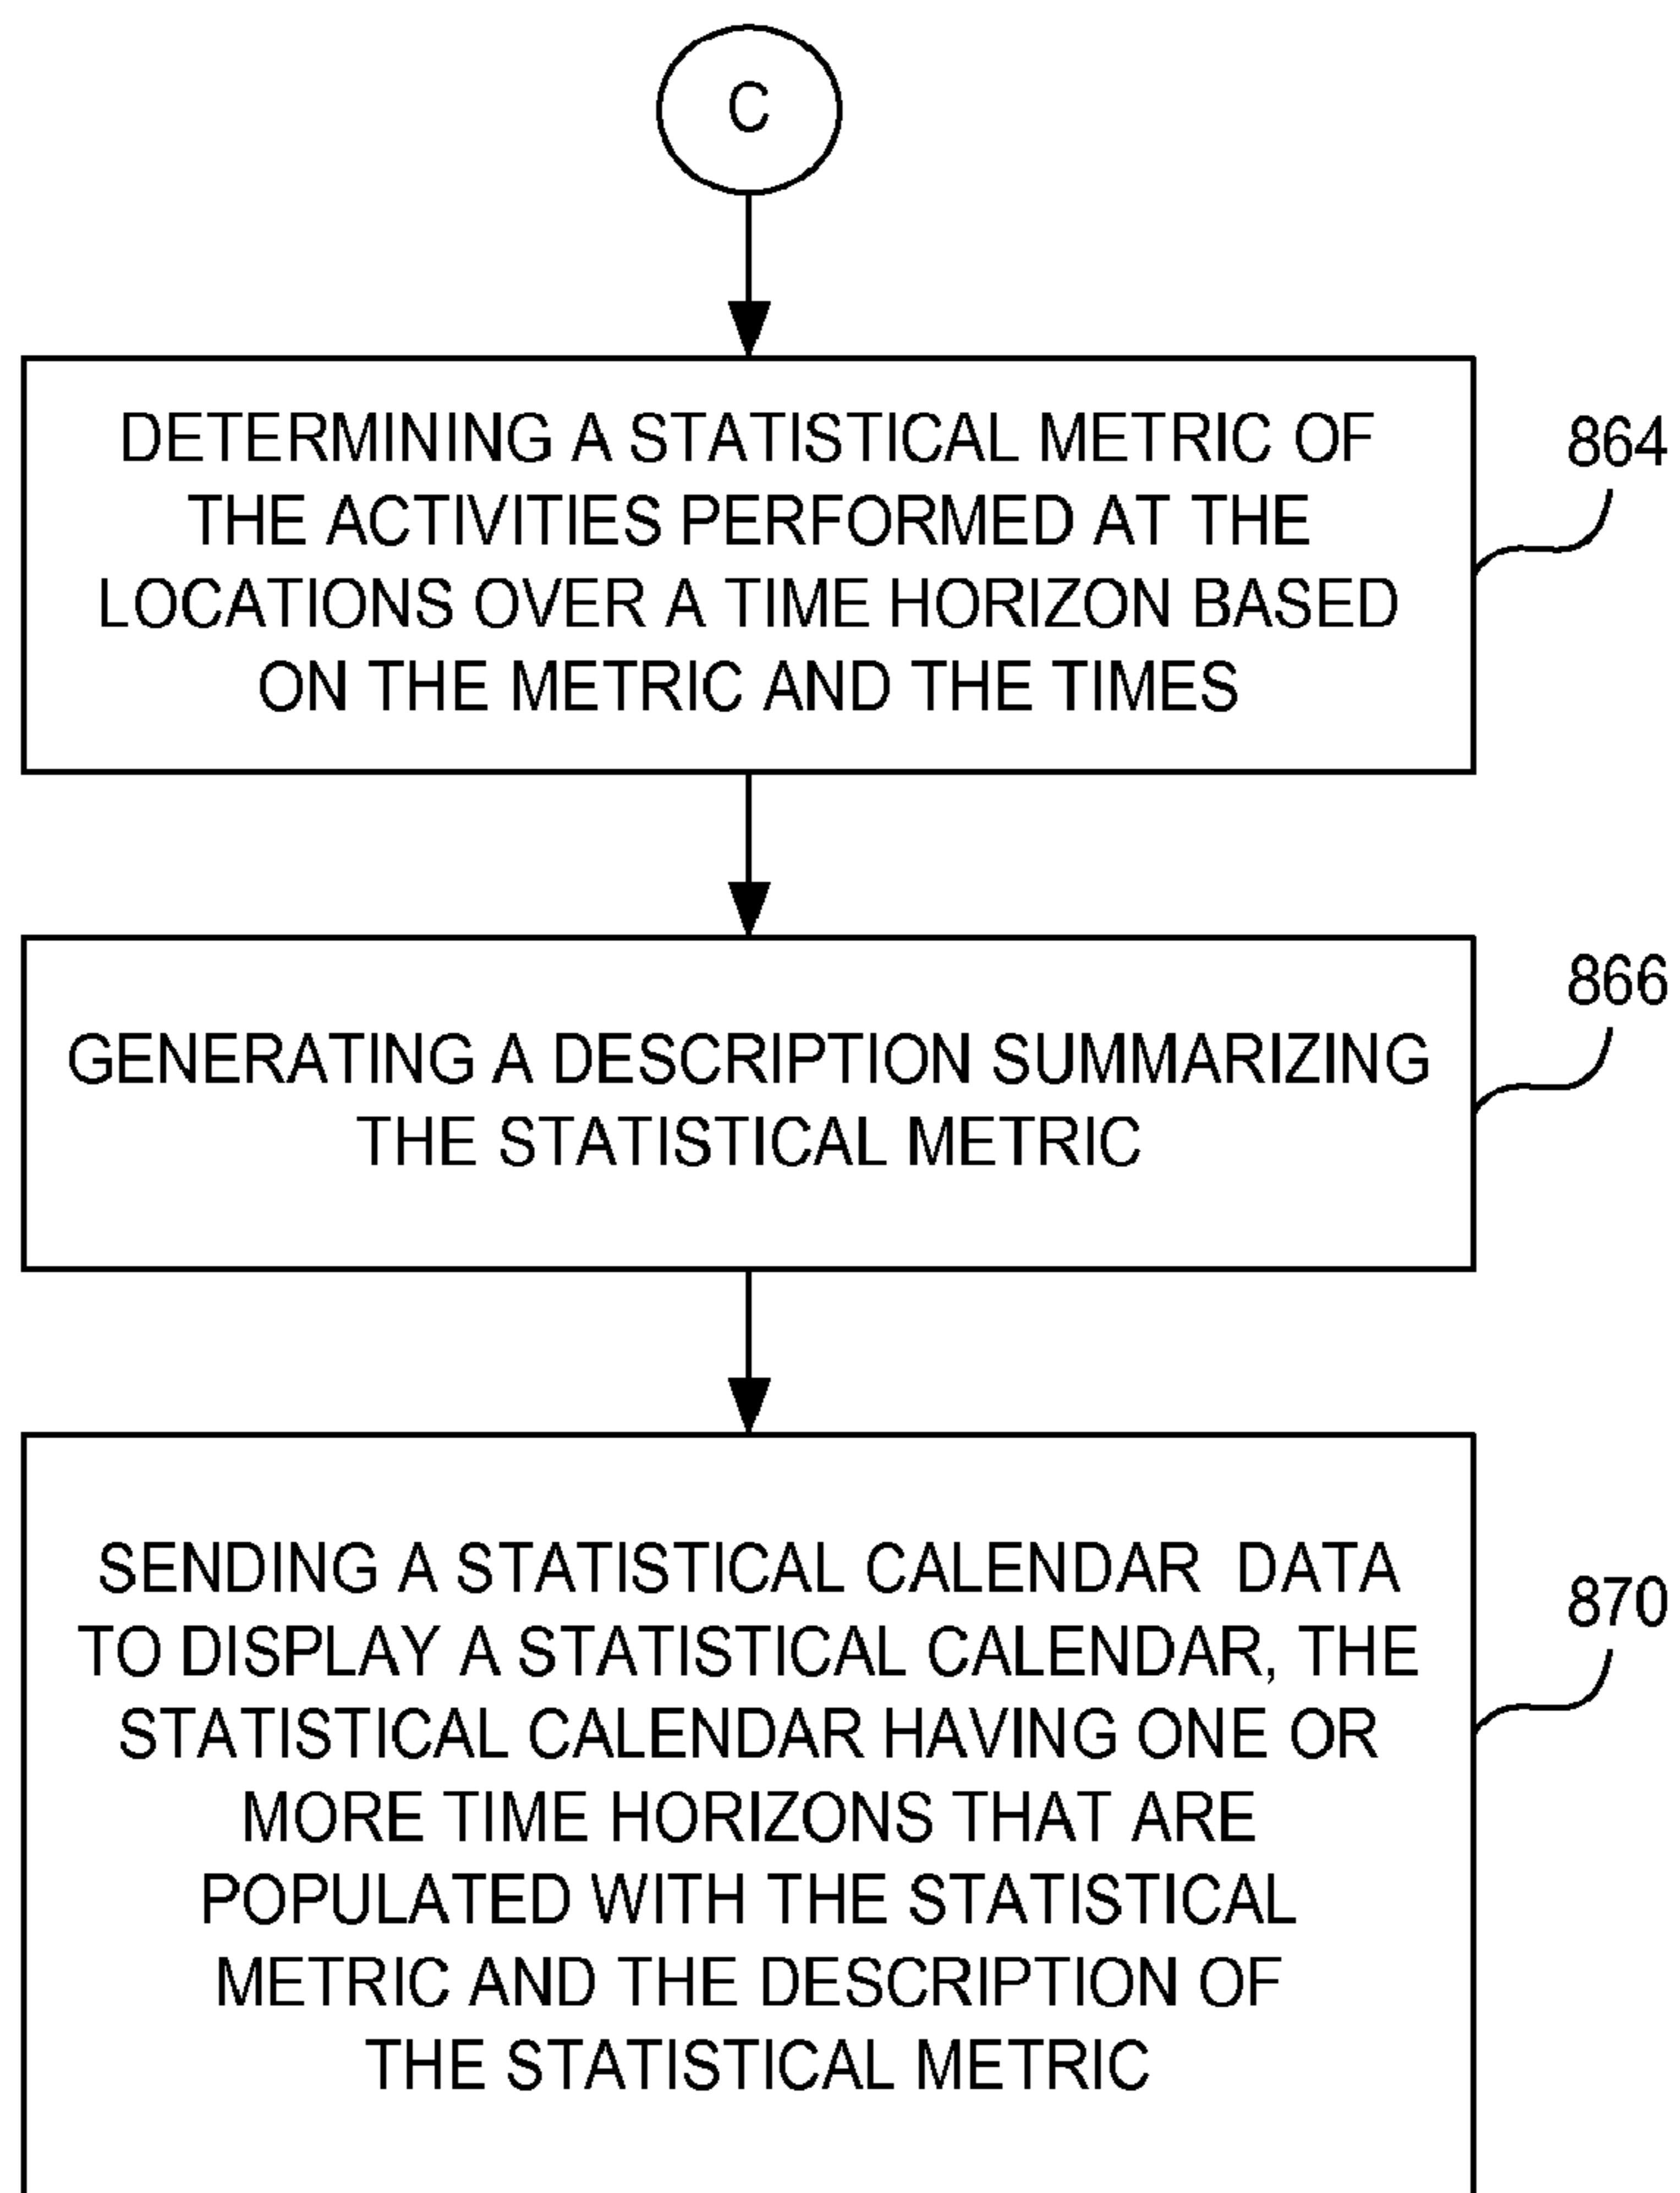 C
DETERMINING A STATISTICAL METRIC OF
THE ACTIVITIES PERFORMED AT THE
LOCATIONS OVER A TIME HORIZON BASED
ON THE METRIC AND THE TIMES
864
GENERATING A DESCRIPTION SUMMARIZING
THE STATISTICAL METRIC
866
SENDING A STATISTICAL CALENDAR DATA
TO DISPLAY A STATISTICAL CALENDAR, THE
STATISTICAL CALENDAR HAVING ONE OR
MORE TIME HORIZONS THAT ARE
POPULATED WITH THE STATISTICAL
METRIC AND THE DESCRIPTION OF
THE STATISTICAL METRIC
870